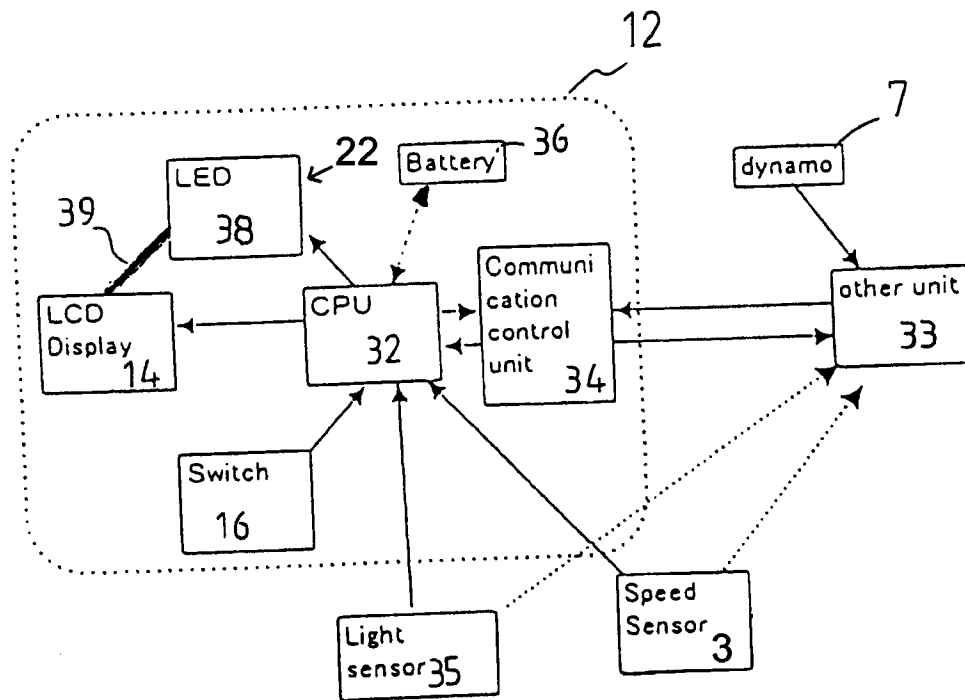 12
7
LED
38
22
Battery
36
dynamo
39
LCD
Display
14
CPU
32
Communi
cation
control
unit
34
other unit
33
Switch
16
Light
sensor 35
Speed
Sensor
3